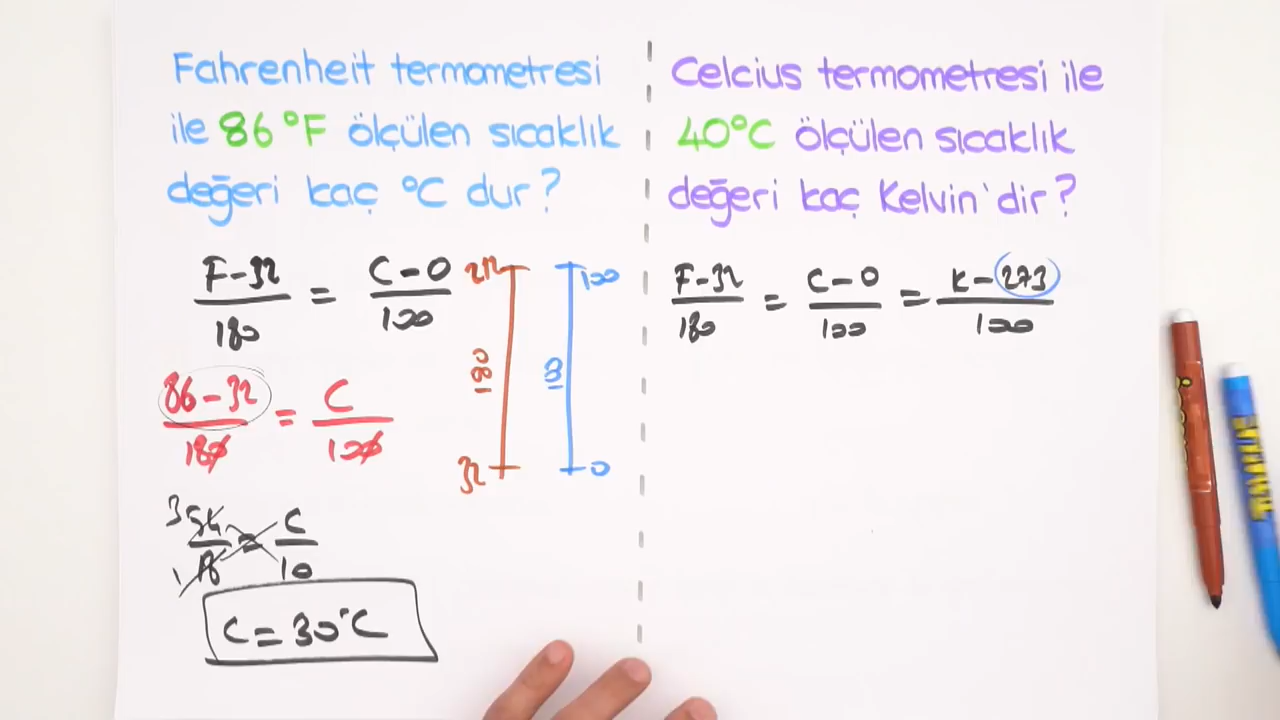 Fahrenheit termometresi
ile 86°F ölçülen sıcaklık
değeri kaç °C dur?
F-32 / 180 = C-0 / 100
212
100
180
100
32
0
86-32 / 180 = C / 100
3 54 / 1 18 = C / 10
C = 30°C
Celcius termometresi ile
40°C ölçülen sıcaklık
değeri kaç Kelvin'dir?
F-32 / 180 = C-0 / 100 = K-273 / 100